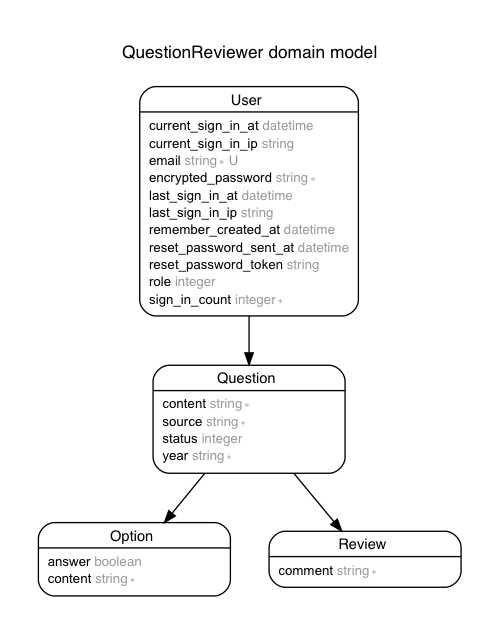 QuestionReviewer domain model
User
current_sign_in_at datetime
current_sign_in_ip string
email string * U
encrypted_password string *
last_sign_in_at datetime
last_sign_in_ip string
remember_created_at datetime
reset_password_sent_at datetime
reset_password_token string
role integer
sign_in_count integer *
Question
content string *
source string *
status integer
year string *
Option
answer boolean
content string *
Review
comment string *